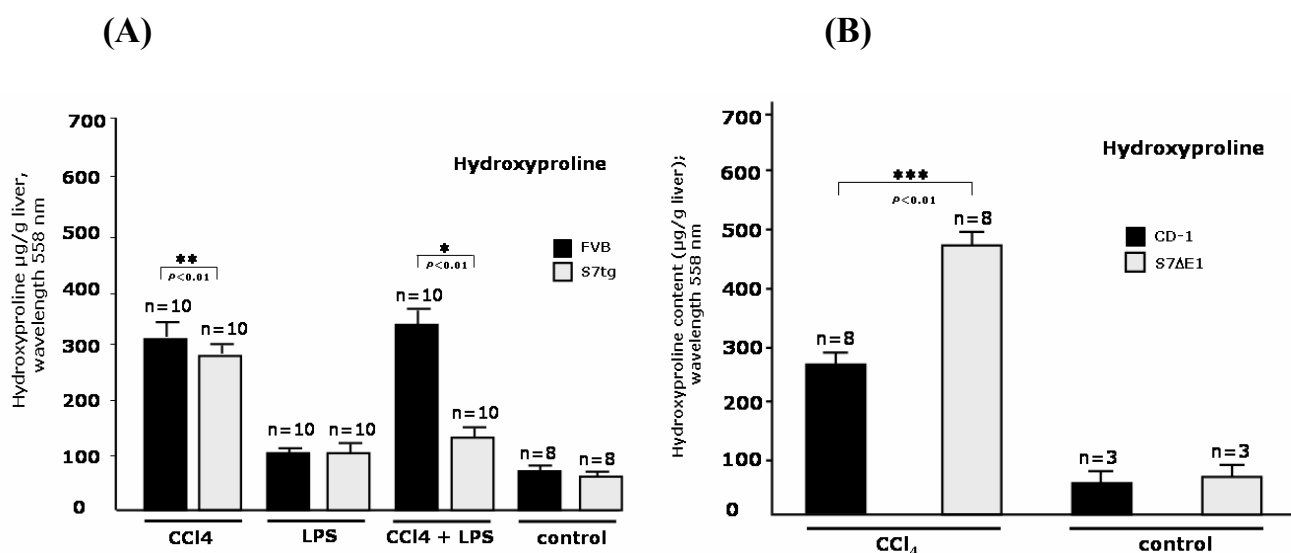 (A)
Hydroxyproline µg/g liver,
wavelength 558 nm
700
600
500
400
300
200
100
0
Hydroxyproline
FVB
S7tg
**
P<0.01
n=10
n=10
n=10
n=10
*
P<0.01
n=10
n=10
n=8
n=8
CCl4
LPS
CCl4 + LPS
control
(B)
Hydroxyproline content (µg/g liver);
wavelength 558 nm
700
600
500
400
300
200
100
0
Hydroxyproline
CD-1
S7ΔE1
***
P<0.01
n=8
n=8
n=3
n=3
CCl₄
control